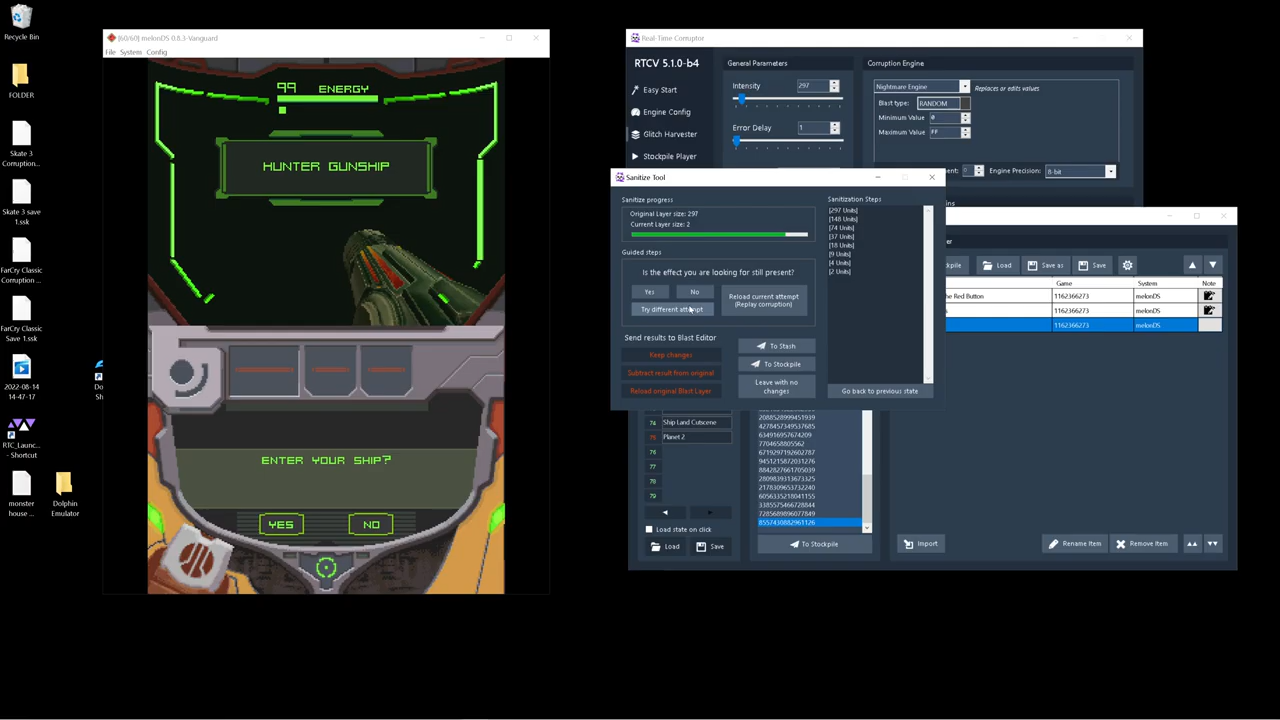 Recycle Bin
FOLDER
Skate 3
Corruption...
Skate 3 save
1.ssk
FarCry Classic
Corruption ...
FarCry Classic
Save 1.ssk
2022-08-14
14-47-17
RTC_Launc...
- Shortcut
monster
house ...
Dolphin
Emulator
[60/60] melonDS 0.8.3-Vanguard
File System Config
99 ENERGY
HUNTER GUNSHIP
ENTER YOUR SHIP?
YES NO
Real-Time Corruptor
RTCV 5.1.0-b4
Easy Start
Engine Config
Glitch Harvester
Stockpile Player
General Parameters
Intensity 297
Error Delay 1
Corruption Engine
Nightmare Engine
Replaces or edits values
Blast type: RANDOM
Minimum Value 0
Maximum Value FF
Engine Precision: 8-bit
Sanitize Tool
Sanitize progress
Original Layer size: 297
Current Layer size: 2
Guided steps
Is the effect you are looking for still present?
Yes No
Try different attempt
Reload current attempt
(Replay corruption)
Send results to Blast Editor
Keep changes
Subtract result from original
Reload original Blast Layer
To Stash
To Stockpile
Leave with no
changes
Sanitization Steps
[297 Units]
[148 Units]
[74 Units]
[37 Units]
[18 Units]
[9 Units]
[4 Units]
[2 Units]
Go back to previous state
Load Save as Save
Game System Note
he Red Button 1162366273 melonDS
1162366273 melonDS
1162366273 melonDS
74 Ship Land Cutscene
75 Planet 2
76
77
78
79
Load state on click
Load Save
2088528999451939
4278457349537685
634916957674209
7704658805562
6719297192602787
9451215872031276
8842827661705039
2809839313673325
2178309653732240
6056335218041155
3385575466728844
7285689896077849
8557430882961126
To Stockpile
Import
Rename Item
Remove Item